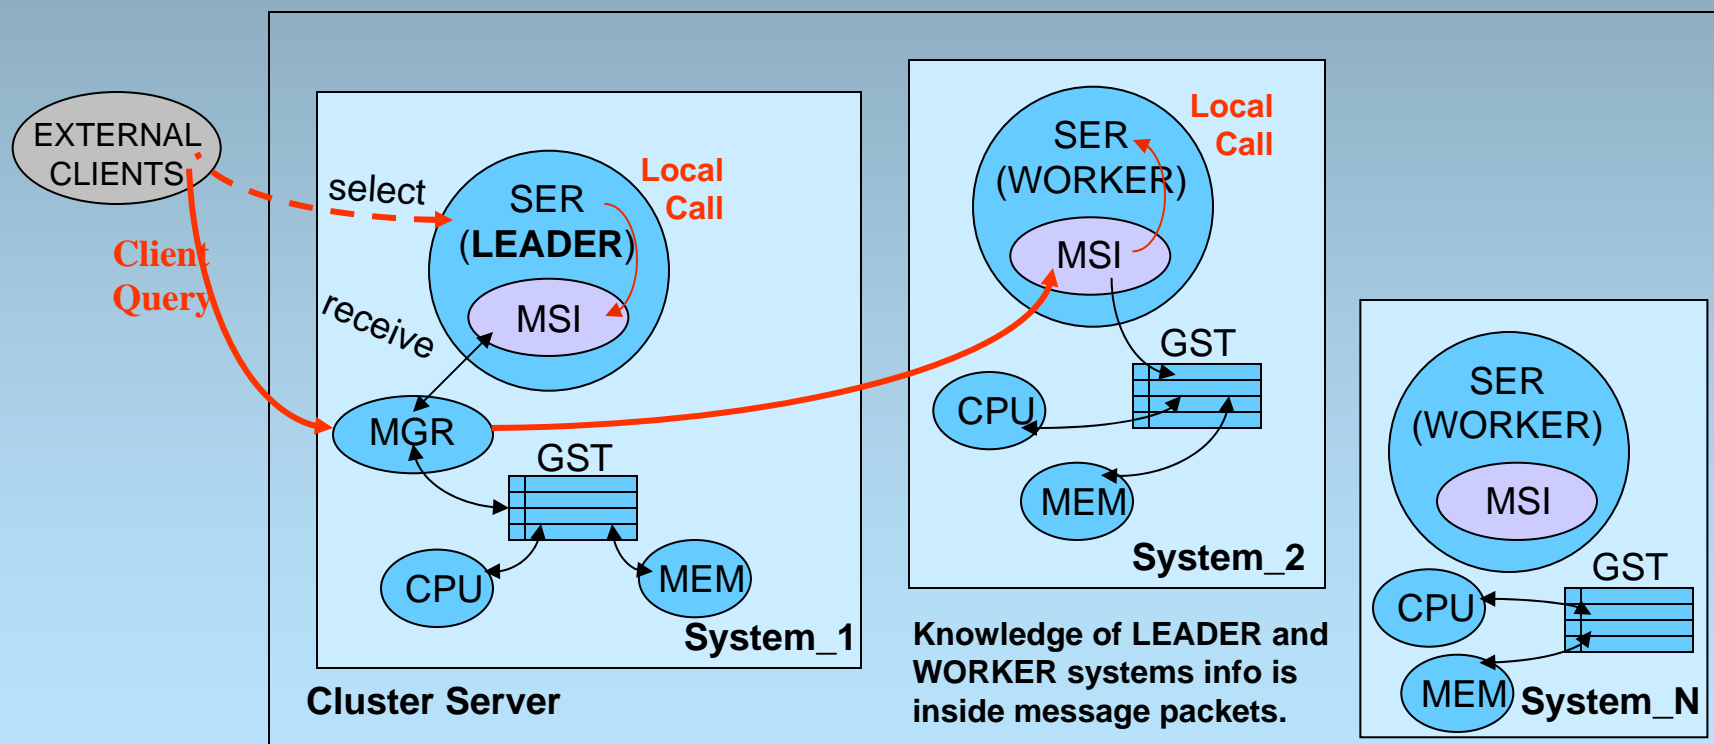 EXTERNAL
CLIENTS
Client
Query
select
receive
SER
(LEADER)
MSI
Local
Call
MGR
GST
CPU
MEM
System_1
Cluster Server
SER
(WORKER)
MSI
Local
Call
GST
CPU
MEM
System_2
Knowledge of LEADER and
WORKER systems info is
inside message packets.
SER
(WORKER)
MSI
GST
CPU
MEM
System_N